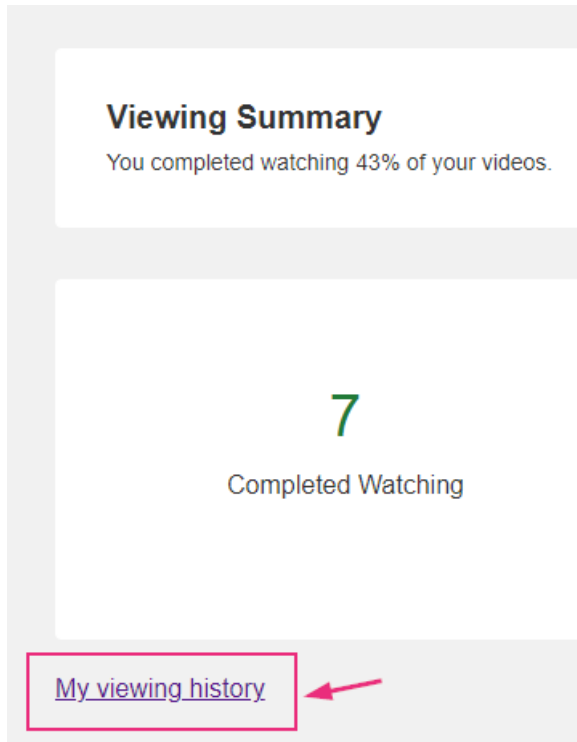 Viewing Summary
You completed watching 43% of your videos.
7
Completed Watching
My viewing history